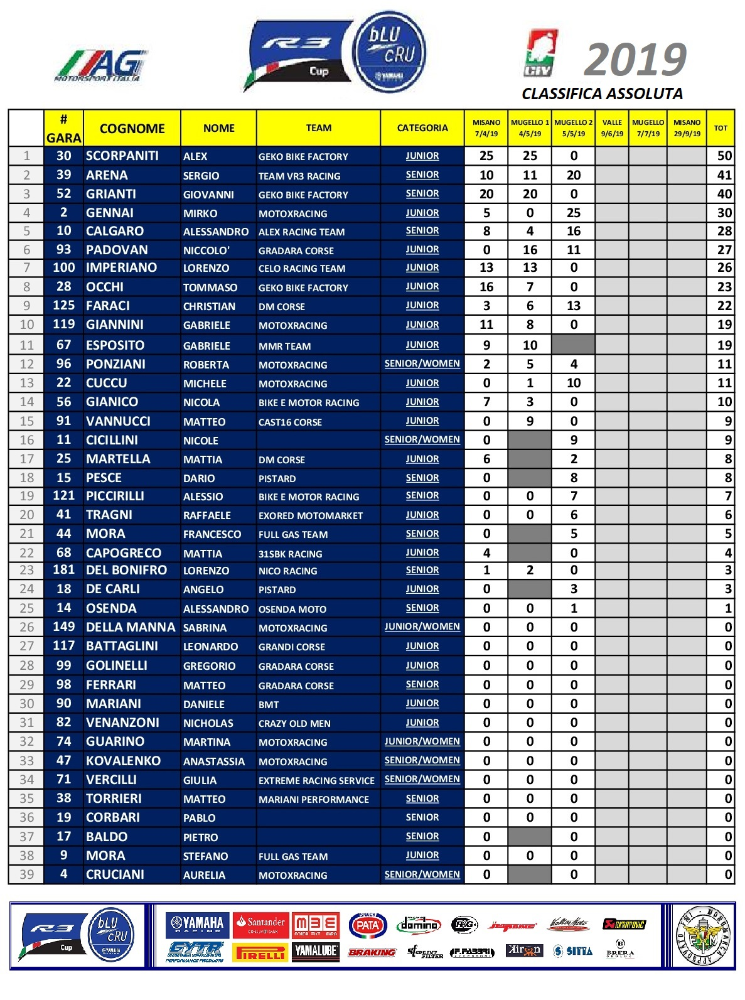 AG
MOTORSPORT ITALIA
R3
Cup
bLU
CRU
YAMAHA
CIV
2019
CLASSIFICA ASSOLUTA
# GARA COGNOME NOME TEAM CATEGORIA MISANO 7/4/19 MUGELLO 1 4/5/19 MUGELLO 2 5/5/19 VALLE 9/6/19 MUGELLO 7/7/19 MISANO 29/9/19 TOT
1 30 SCORPANITI ALEX GEKO BIKE FACTORY JUNIOR 25 25 0 50
2 39 ARENA SERGIO TEAM VR3 RACING SENIOR 10 11 20 41
3 52 GRIANTI GIOVANNI GEKO BIKE FACTORY SENIOR 20 20 0 40
4 2 GENNAI MIRKO MOTOXRACING JUNIOR 5 0 25 30
5 10 CALGARO ALESSANDRO ALEX RACING TEAM SENIOR 8 4 16 28
6 93 PADOVAN NICCOLO' GRADARA CORSE JUNIOR 0 16 11 27
7 100 IMPERIANO LORENZO CELO RACING TEAM JUNIOR 13 13 0 26
8 28 OCCHI TOMMASO GEKO BIKE FACTORY JUNIOR 16 7 0 23
9 125 FARACI CHRISTIAN DM CORSE JUNIOR 3 6 13 22
10 119 GIANNINI GABRIELE MOTOXRACING JUNIOR 11 8 0 19
11 67 ESPOSITO GABRIELE MMR TEAM JUNIOR 9 10 19
12 96 PONZIANI ROBERTA MOTOXRACING SENIOR/WOMEN 2 5 4 11
13 22 CUCCU MICHELE MOTOXRACING JUNIOR 0 1 10 11
14 56 GIANICO NICOLA BIKE E MOTOR RACING JUNIOR 7 3 0 10
15 91 VANNUCCI MATTEO CAST16 CORSE JUNIOR 0 9 0 9
16 11 CICILLINI NICOLE SENIOR/WOMEN 0 9 9
17 25 MARTELLA MATTIA DM CORSE JUNIOR 6 2 8
18 15 PESCE DARIO PISTARD SENIOR 0 8 8
19 121 PICCIRILLI ALESSIO BIKE E MOTOR RACING SENIOR 0 0 7 7
20 41 TRAGNI RAFFAELE EXORED MOTOMARKET JUNIOR 0 0 6 6
21 44 MORA FRANCESCO FULL GAS TEAM SENIOR 0 5 5
22 68 CAPOGRECO MATTIA 31SBK RACING JUNIOR 4 0 4
23 181 DEL BONIFRO LORENZO NICO RACING SENIOR 1 2 0 3
24 18 DE CARLI ANGELO PISTARD JUNIOR 0 3 3
25 14 OSENDA ALESSANDRO OSENDA MOTO SENIOR 0 0 1 1
26 149 DELLA MANNA SABRINA MOTOXRACING JUNIOR/WOMEN 0 0 0 0
27 117 BATTAGLINI LEONARDO GRANDI CORSE JUNIOR 0 0 0 0
28 99 GOLINELLI GREGORIO GRADARA CORSE JUNIOR 0 0 0 0
29 98 FERRARI MATTEO GRADARA CORSE SENIOR 0 0 0 0
30 90 MARIANI DANIELE BMT JUNIOR 0 0 0 0
31 82 VENANZONI NICHOLAS CRAZY OLD MEN JUNIOR 0 0 0 0
32 74 GUARINO MARTINA MOTOXRACING JUNIOR/WOMEN 0 0 0 0
33 47 KOVALENKO ANASTASSIA MOTOXRACING SENIOR/WOMEN 0 0 0 0
34 71 VERCILLI GIULIA EXTREME RACING SERVICE SENIOR/WOMEN 0 0 0 0
35 38 TORRIERI MATTEO MARIANI PERFORMANCE SENIOR 0 0 0 0
36 19 CORBARI PABLO SENIOR 0 0 0 0
37 17 BALDO PIETRO SENIOR 0 0 0
38 9 MORA STEFANO FULL GAS TEAM JUNIOR 0 0 0 0
39 4 CRUCIANI AURELIA MOTOXRACING SENIOR/WOMEN 0 0 0
R3
Cup
bLU
CRU
YAMAHA
YAMAHA RACING Santander CONSUMER BANK MBE MOTOR BIKE EXPO SNACK PATA domino JetPrime ValterMoto AKRAPOVIC
GYTR PERFORMANCE PRODUCTS PIRELLI YAMALUBE BRAKING SPRINT FILTER F.FABBRI ACCESSORI kiron SITTA B BRERA OROLOGI
F.M.I. MOTOMARCA APPROVATO